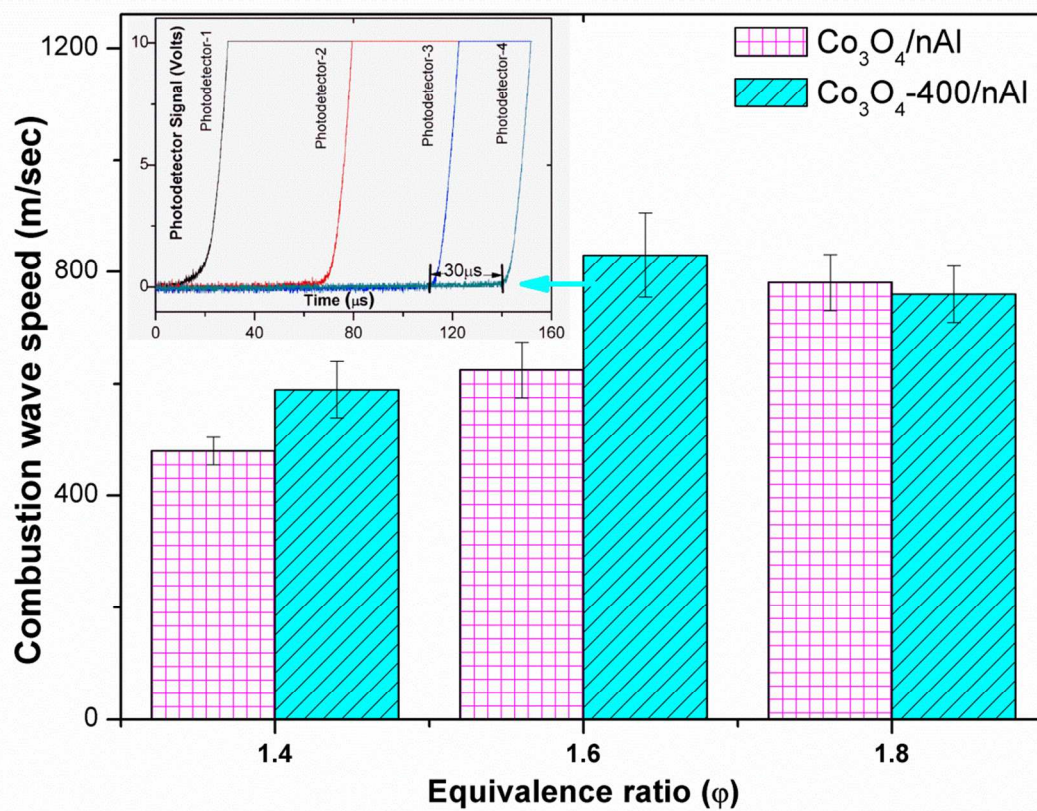 Combustion wave speed (m/sec)
1200
800
400
0
Photodetector Signal (Volts)
10
5
0
Photodetector-1
Photodetector-2
Photodetector-3
Photodetector-4
30μs
Time (μs)
0 40 80 120 160
Co₃O₄/nAl
Co₃O₄-400/nAl
1.4 1.6 1.8
Equivalence ratio (φ)